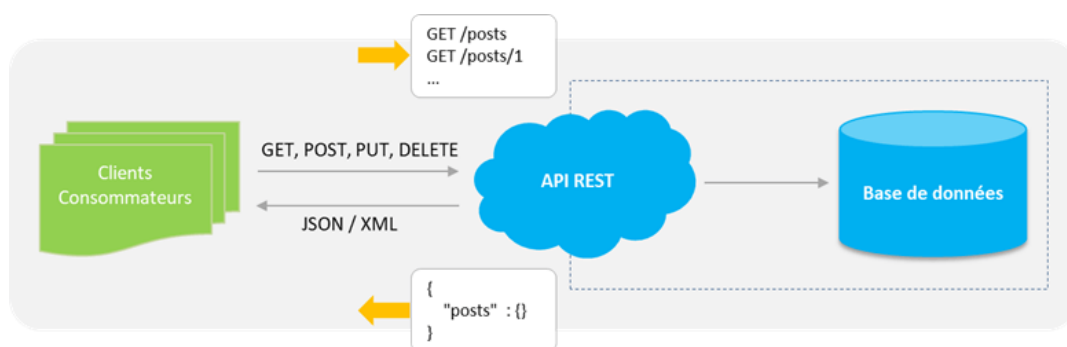 GET /posts
GET /posts/1
...
Clients
Consommateurs
GET, POST, PUT, DELETE
JSON / XML
API REST
Base de données
{
"posts" : {}
}